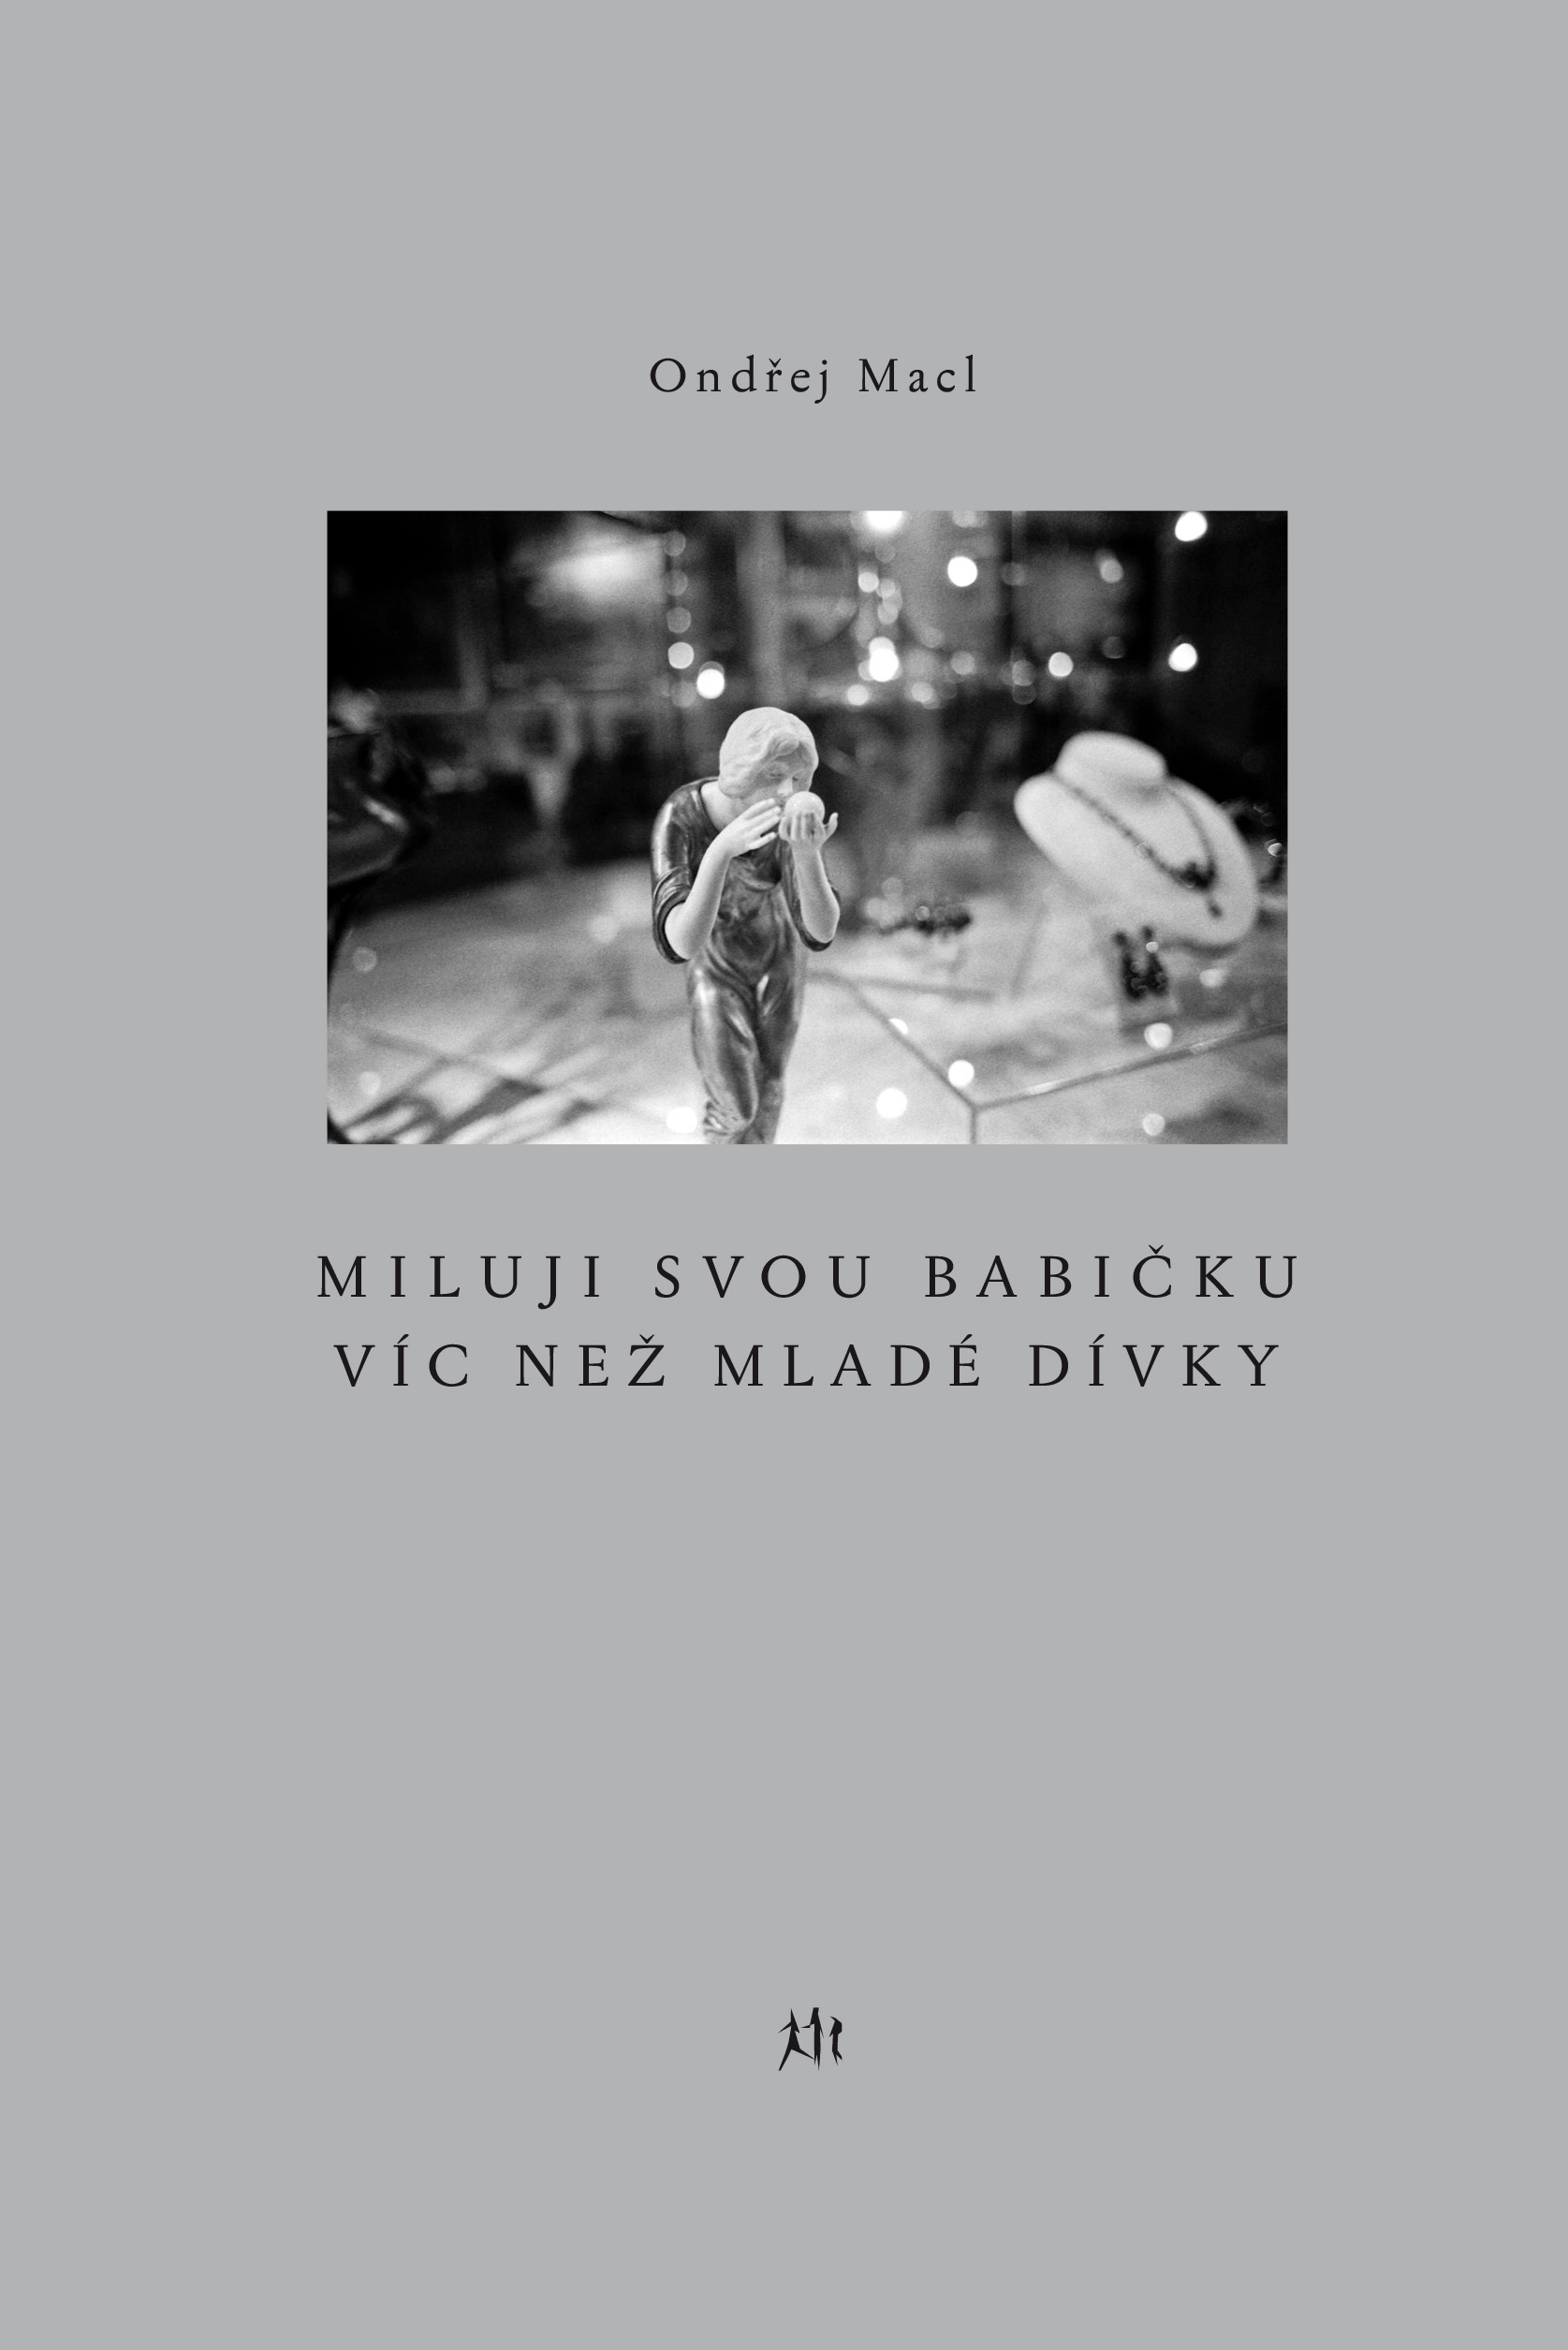 Ondřej Macl
MILUJI SVOU BABIČKU
VÍC NEŽ MLADÉ DÍVKY